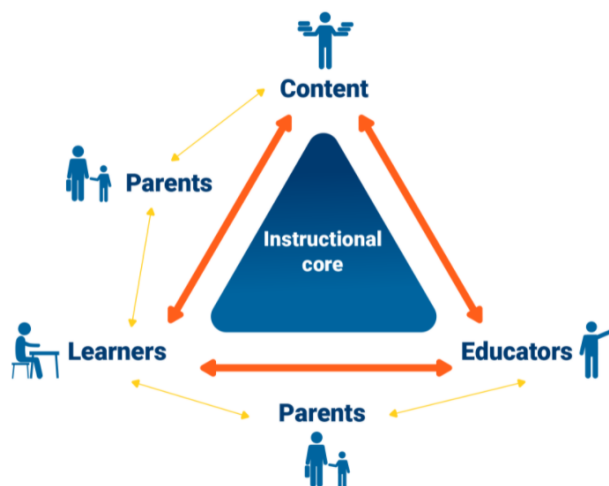 Content
Parents
Instructional
core
Learners
Educators
Parents